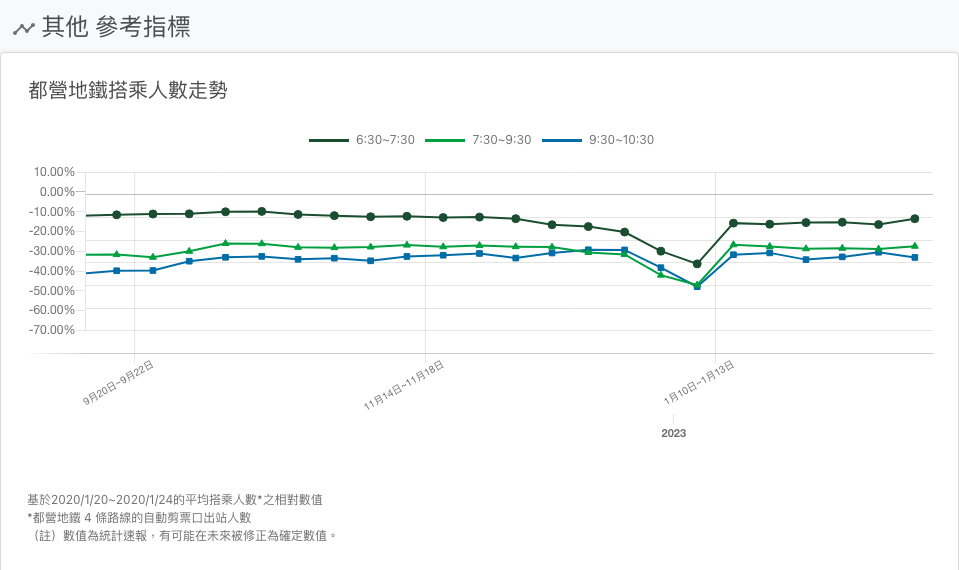 其他 參考指標
都營地鐵搭乘人數走勢
6:30~7:30 7:30~9:30 9:30~10:30
10.00%
0.00%
-10.00%
-20.00%
-30.00%
-40.00%
-50.00%
-60.00%
-70.00%
9月20日~9月22日 11月14日~11月18日 1月10日~1月13日
2023
基於2020/1/20~2020/1/24的平均搭乘人數*之相對數值
*都營地鐵 4 條路線的自動剪票口出站人數
（註）數值為統計速報，有可能在未來被修正為確定數值。